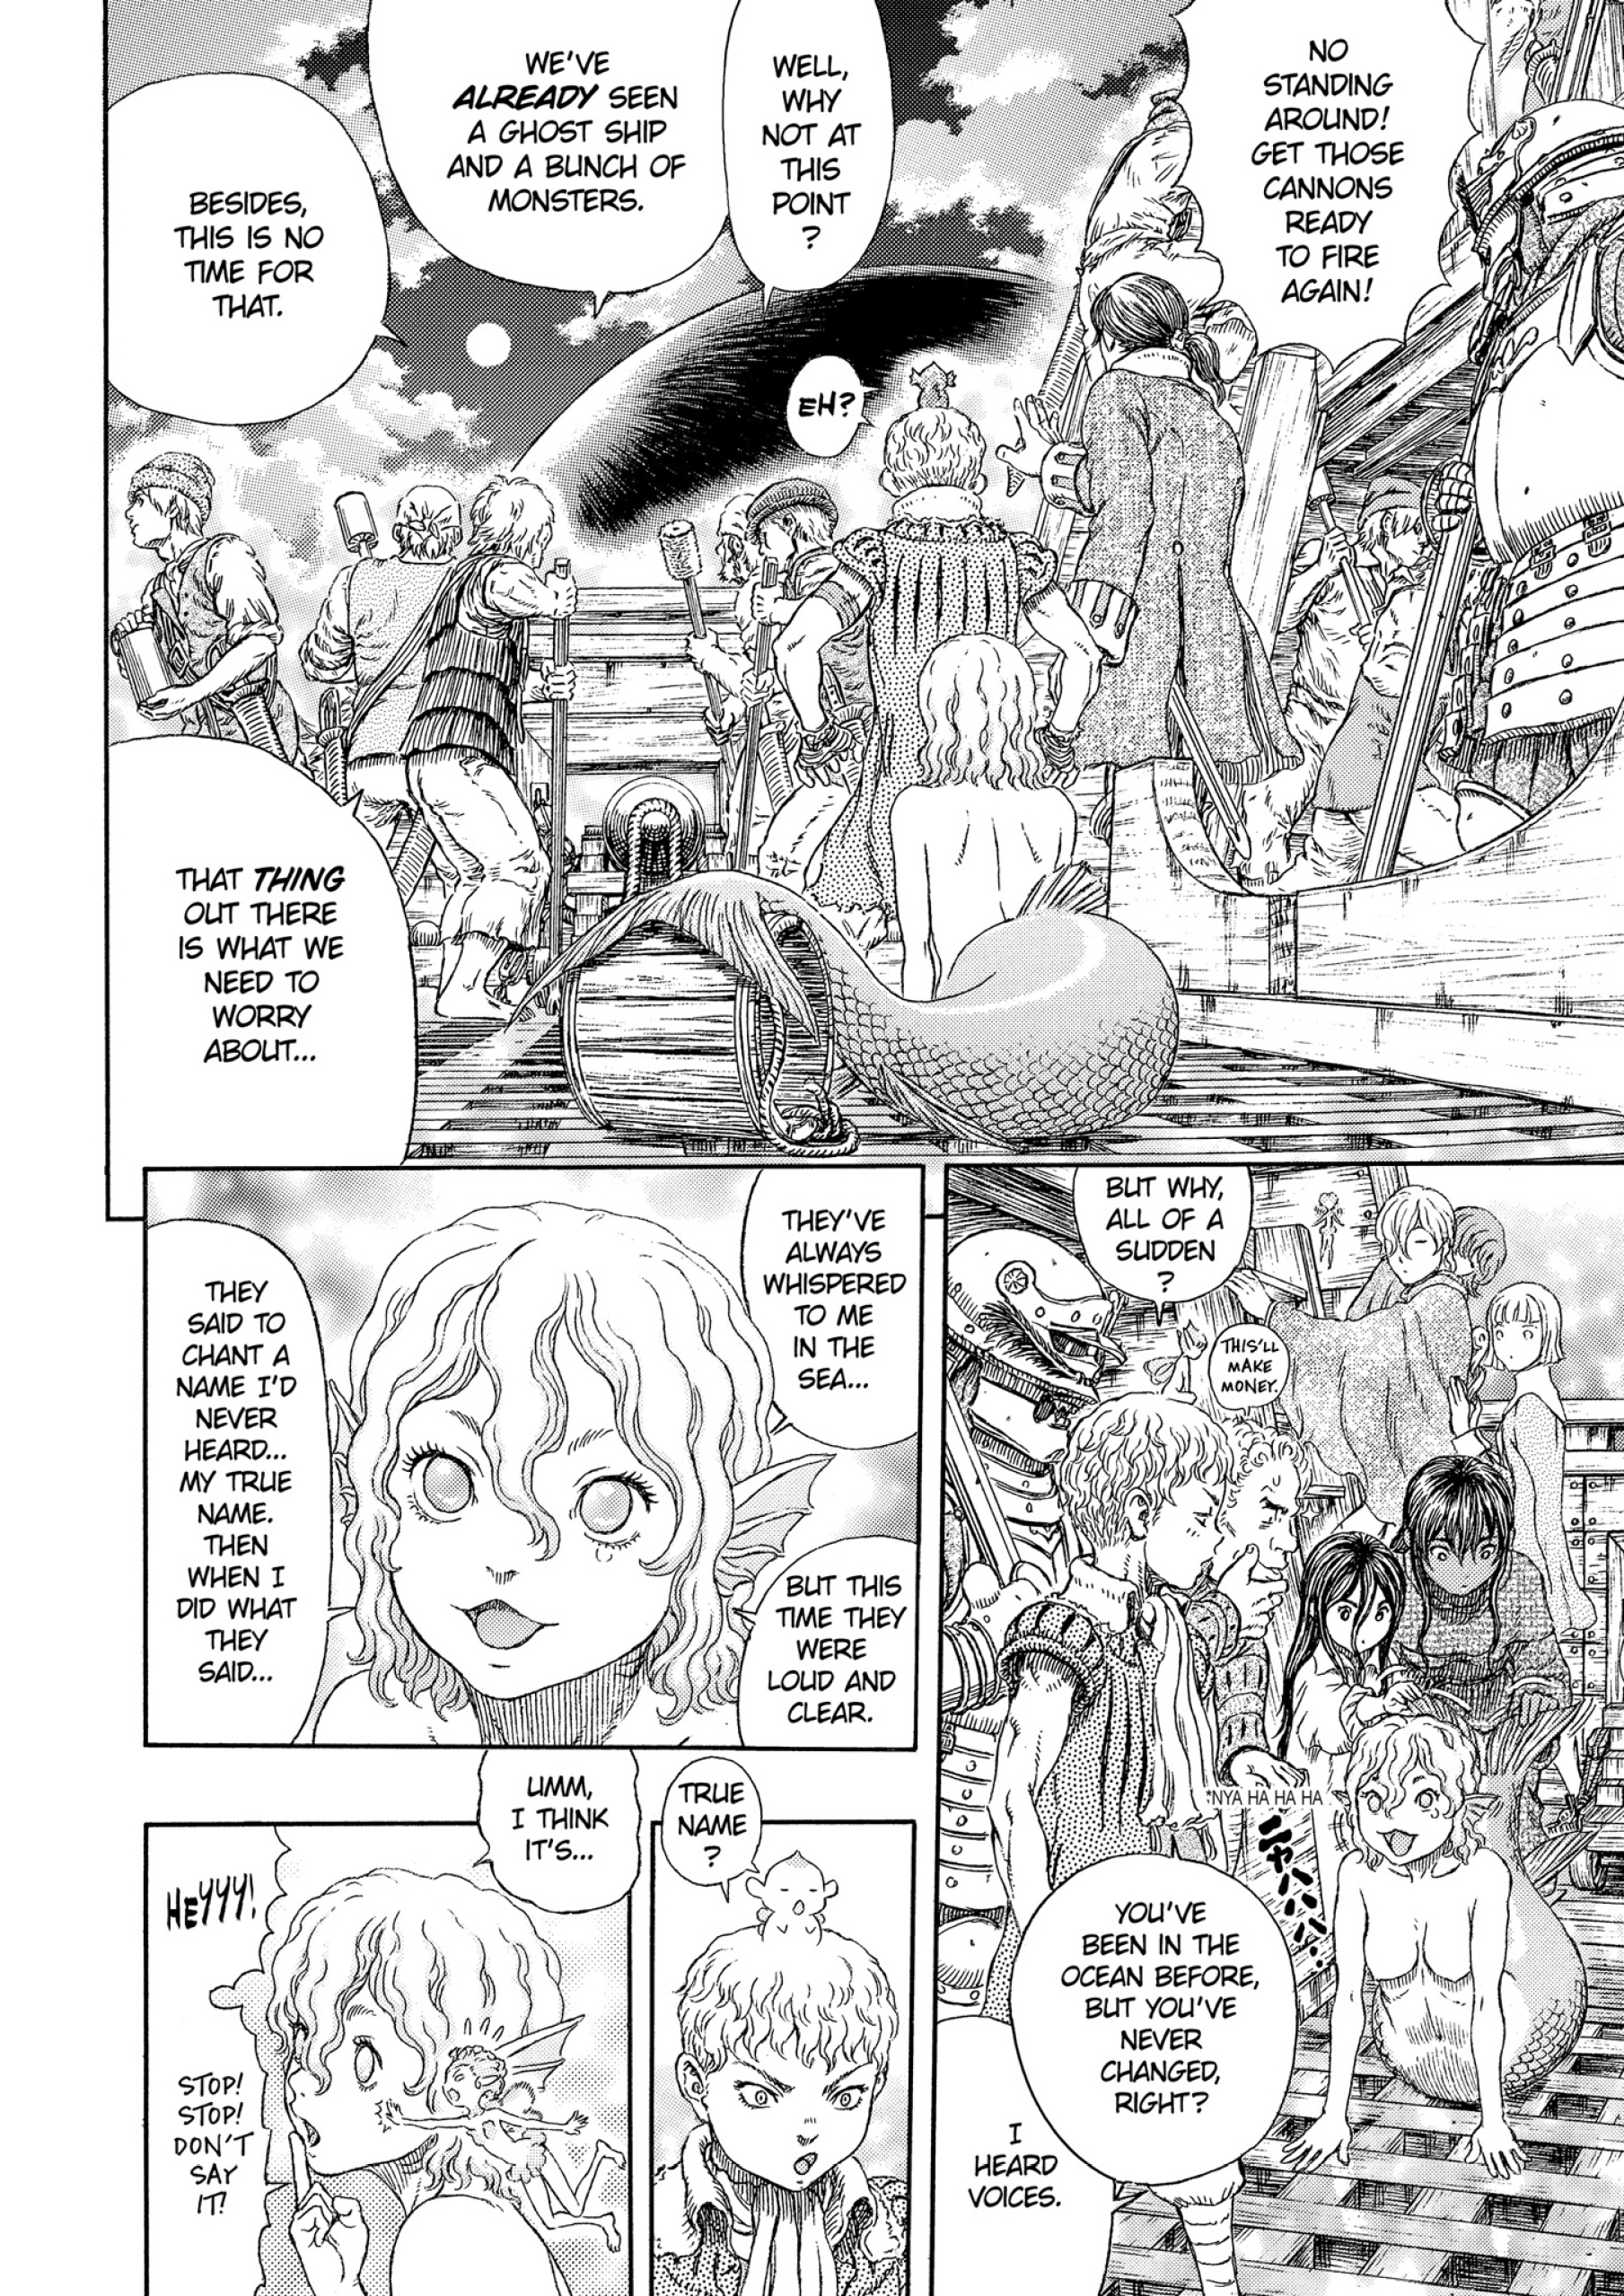 NO
STANDING
AROUND!
GET THOSE
CANNONS
READY
TO FIRE
AGAIN!
WELL,
WHY
NOT AT
THIS
POINT
?
WE'VE
ALREADY SEEN
A GHOST SHIP
AND A BUNCH OF
MONSTERS.
EH?
BESIDES,
THIS IS NO
TIME FOR
THAT.
THAT THING
OUT THERE
IS WHAT WE
NEED TO
WORRY
ABOUT...
BUT WHY,
ALL OF A
SUDDEN
?
THIS'LL
MAKE
MONEY.
NYA HA HA HA
ニャハハハハ…
YOU'VE
BEEN IN THE
OCEAN BEFORE,
BUT YOU'VE
NEVER
CHANGED,
RIGHT?
I
HEARD
VOICES.
THEY'VE
ALWAYS
WHISPERED
TO ME
IN THE
SEA...
BUT THIS
TIME THEY
WERE
LOUD AND
CLEAR.
THEY
SAID TO
CHANT A
NAME I'D
NEVER
HEARD...
MY TRUE
NAME.
THEN
WHEN I
DID WHAT
THEY
SAID...
TRUE
NAME
?
UMM,
I THINK
IT'S...
HEYYY!
STOP!
STOP!
DON'T
SAY
IT?